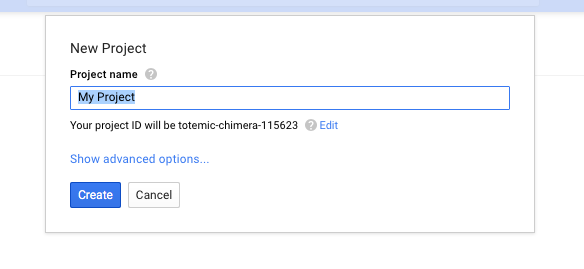 New Project
Project name ?
My Project
Your project ID will be totemic-chimera-115623 ? Edit
Show advanced options...
Create Cancel